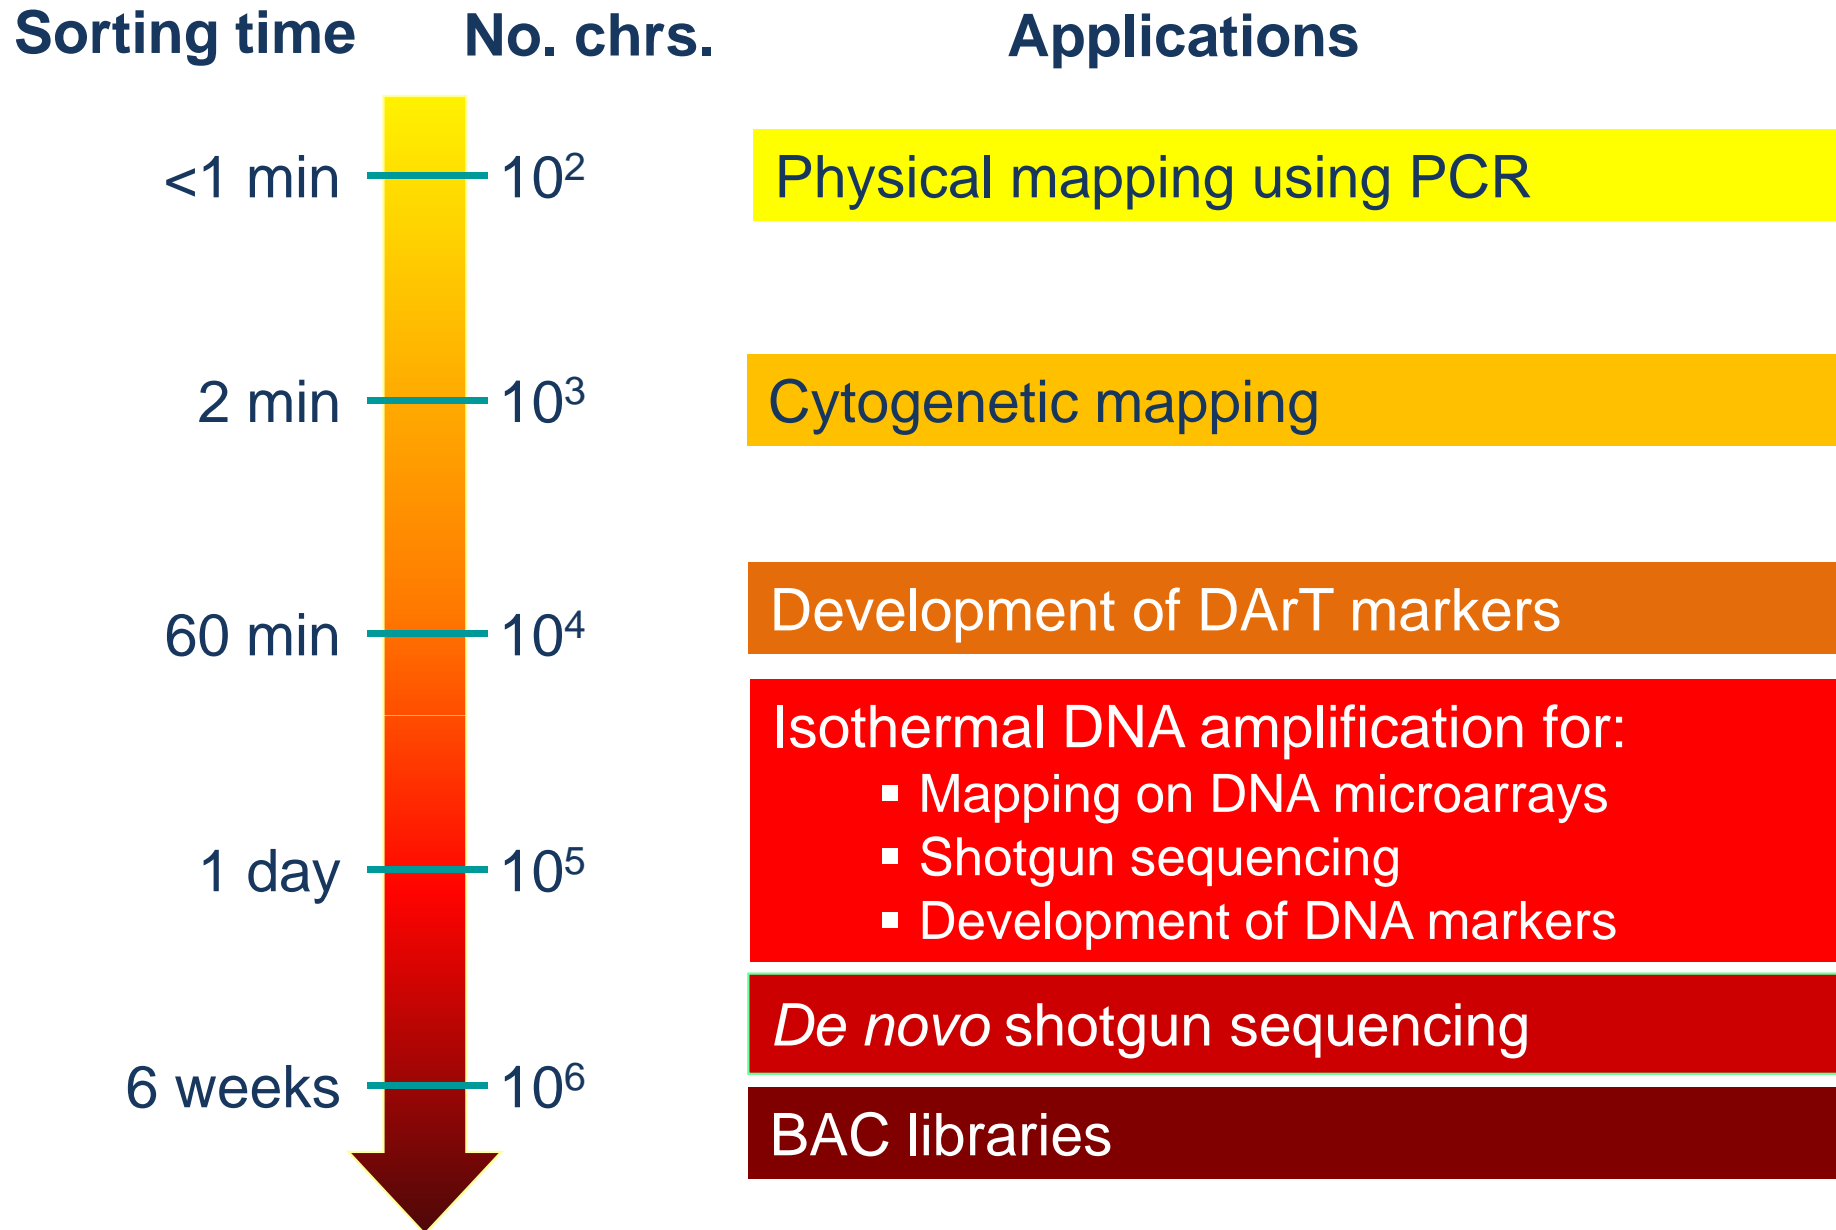 Sorting time No. chrs. Applications
<1 min 10² Physical mapping using PCR
2 min 10³ Cytogenetic mapping
60 min 10⁴ Development of DArT markers
Isothermal DNA amplification for:
▪ Mapping on DNA microarrays
▪ Shotgun sequencing
1 day 10⁵
▪ Development of DNA markers
De novo shotgun sequencing
6 weeks 10⁶
BAC libraries